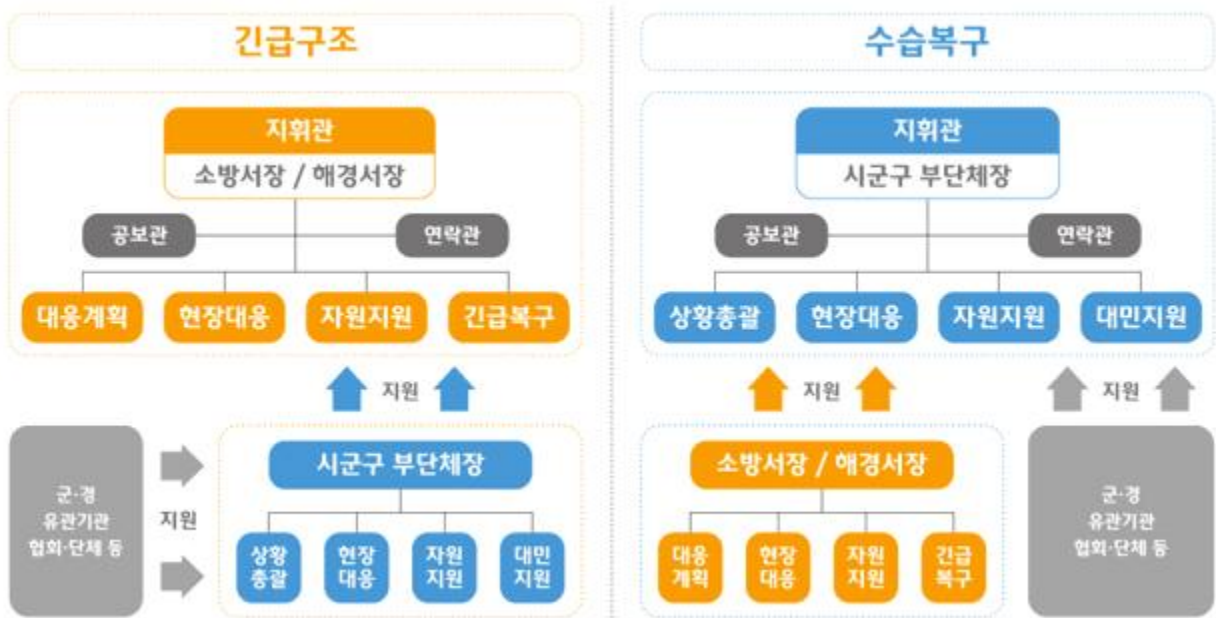 긴급구조
지휘관
소방서장 / 해경서장
공보관
연락관
대응계획
현장대응
자원지원
긴급복구
지원
군·경
유관기관
협회·단체 등
지원
시군구 부단체장
상황
총괄
현장
대응
자원
지원
대민
지원
수습복구
지휘관
시군구 부단체장
공보관
연락관
상황총괄
현장대응
자원지원
대민지원
지원
지원
소방서장 / 해경서장
대응
계획
현장
대응
자원
지원
긴급
복구
군·경
유관기관
협회·단체 등